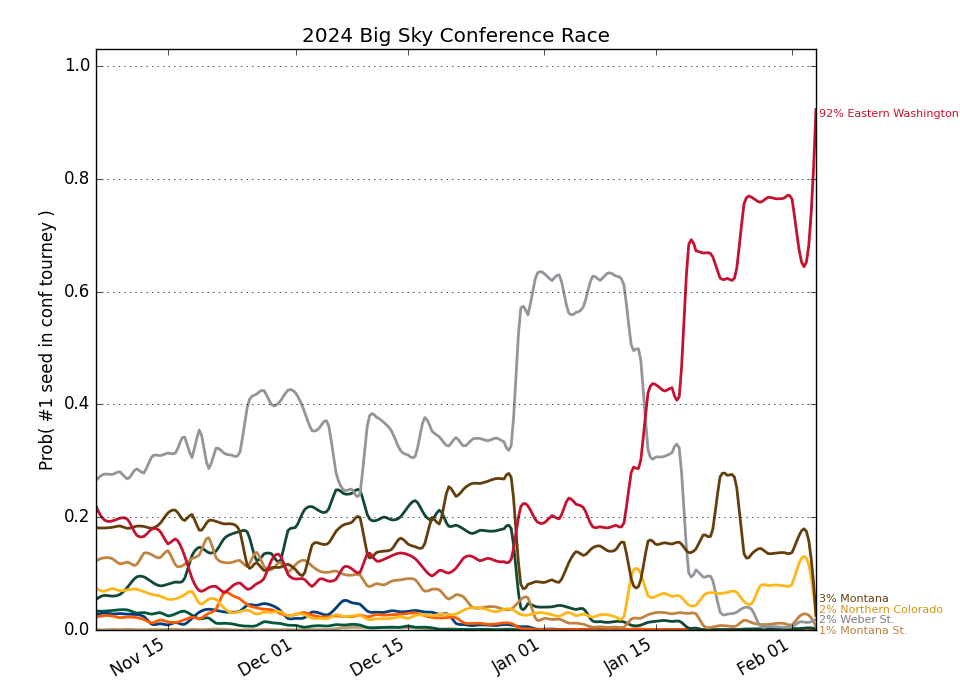 2024 Big Sky Conference Race
Prob( #1 seed in conf tourney )
1.0
0.8
0.6
0.4
0.2
0.0
Nov 15
Dec 01
Dec 15
Jan 01
Jan 15
Feb 01
92% Eastern Washington
3% Montana
2% Northern Colorado
2% Weber St.
1% Montana St.